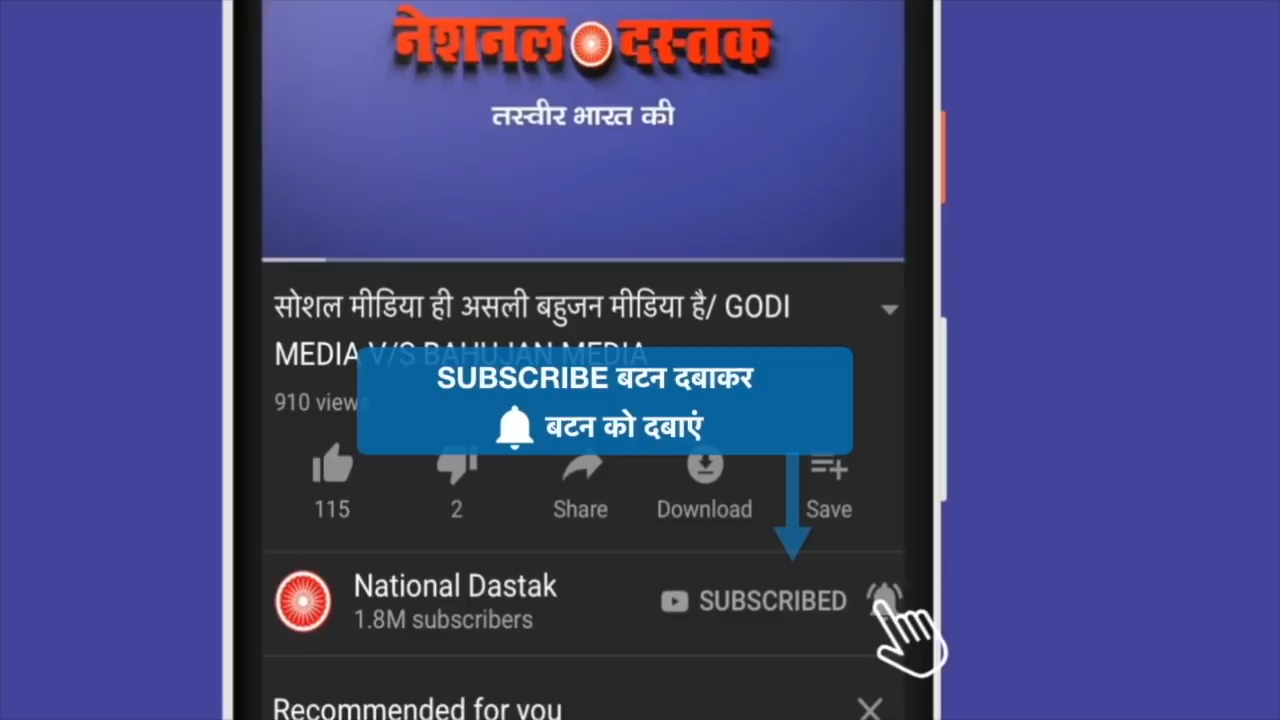 नेशनल दस्तक
तस्वीर भारत की
सोशल मीडिया ही असली बहुजन मीडिया है/ GODI
MEDIA V/S BAHUJAN MEDIA
910 views
SUBSCRIBE बटन दबाकर
बटन को दबाएं
115
2
Share
Download
Save
National Dastak
1.8M subscribers
SUBSCRIBED
Recommended for you